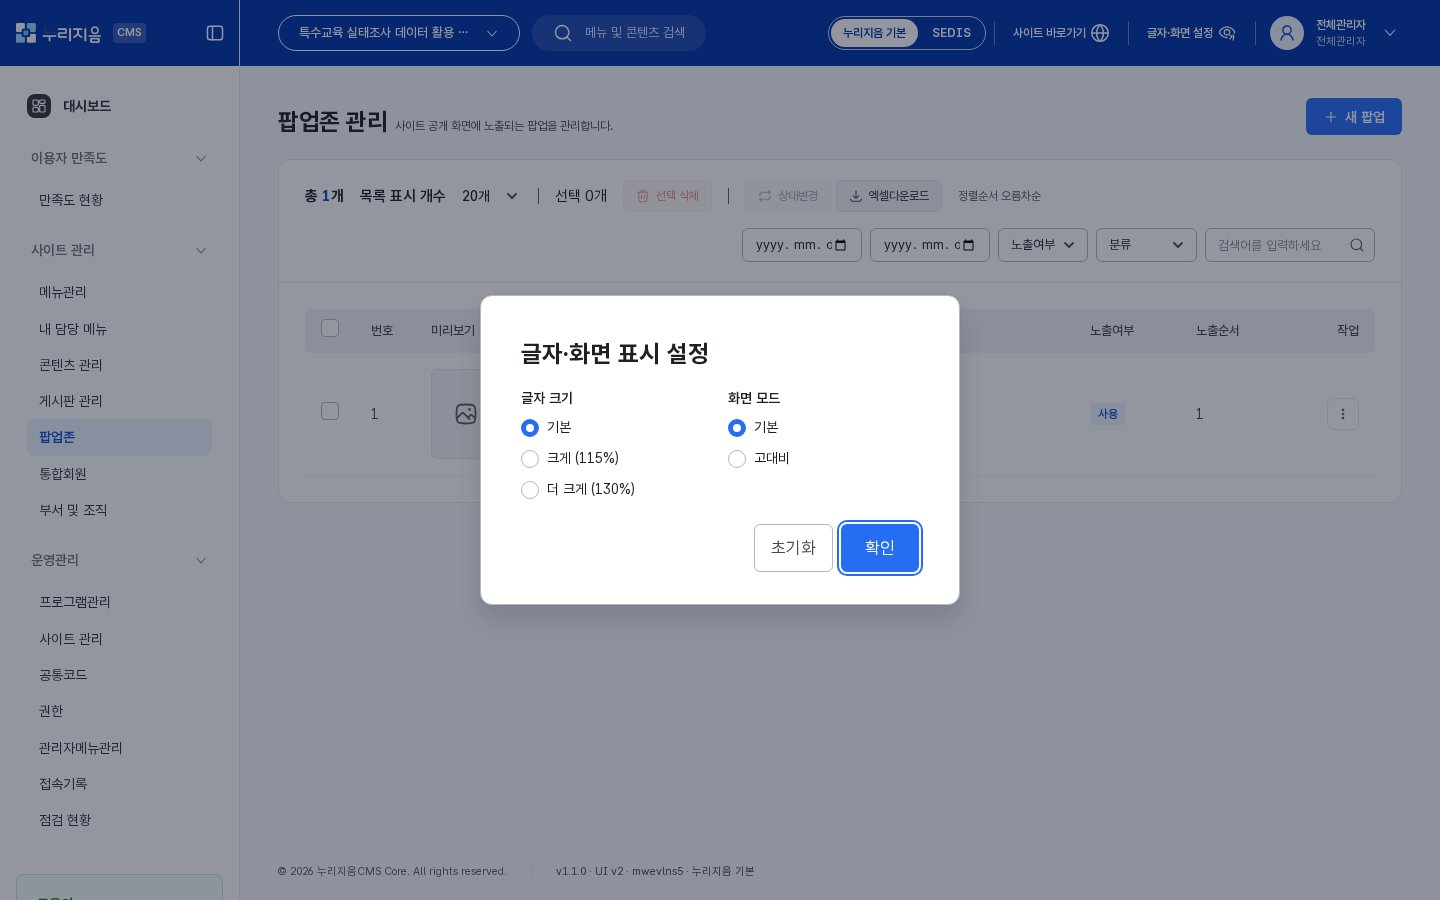 누리지음 CMS
특수교육 실태조사 데이터 활용 ···
메뉴 및 콘텐츠 검색
누리지음 기본
SEDIS
사이트 바로가기
글자·화면 설정
전체관리자
전체관리자
대시보드
이용자 만족도
만족도 현황
사이트 관리
메뉴관리
내 담당 메뉴
콘텐츠 관리
게시판 관리
팝업존
통합회원
부서 및 조직
운영관리
프로그램관리
사이트 관리
공통코드
권한
관리자메뉴관리
접속기록
점검 현황
팝업존 관리 사이트 공개 화면에 노출되는 팝업을 관리합니다.
새 팝업
총 1개 목록 표시 개수 20개 선택 0개 선택 삭제 상태변경 엑셀다운로드 정렬순서 오름차순
yyyy. mm. yyyy. mm. 노출여부 분류 검색어를 입력하세요
번호 미리보기 노출여부 노출순서 작업
1 사용 1
글자·화면 표시 설정
글자 크기
기본
크게 (115%)
더 크게 (130%)
화면 모드
기본
고대비
초기화 확인
© 2026 누리지음CMS Core. All rights reserved. v1.1.0 · UI v2 · mwevlns5 · 누리지음 기본